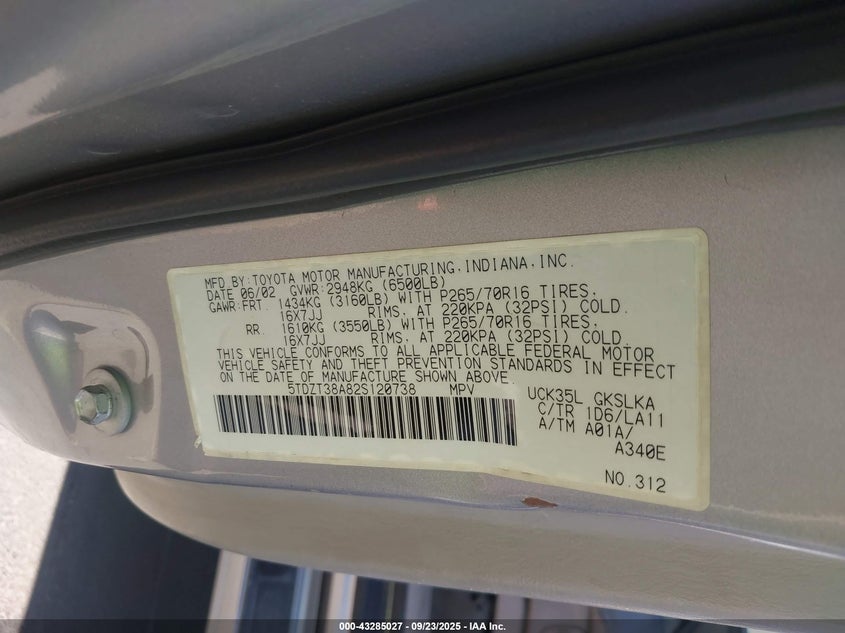 MFD BY:TOYOTA MOTOR MANUFACTURING, INDIANA, INC.
DATE 06/02 GVWR:2948KG (6500LB)
GAWR:FRT. 1434KG (3160LB) WITH P265/70R16 TIRES,
16X7JJ RIMS, AT 220KPA (32PSI) COLD.
RR. 1610KG (3550LB) WITH P265/70R16 TIRES,
16X7JJ RIMS, AT 220KPA (32PSI) COLD.
THIS VEHICLE CONFORMS TO ALL APPLICABLE FEDERAL MOTOR
VEHICLE SAFETY AND THEFT PREVENTION STANDARDS IN EFFECT
ON THE DATE OF MANUFACTURE SHOWN ABOVE.
5TDZT38A82S120738 MPV
UCK35L GKSLKA
C/TR 1D6/LA11
A/TM A01A/
A340E
NO.312
000-43285027 - 09/23/2025 - IAA Inc.